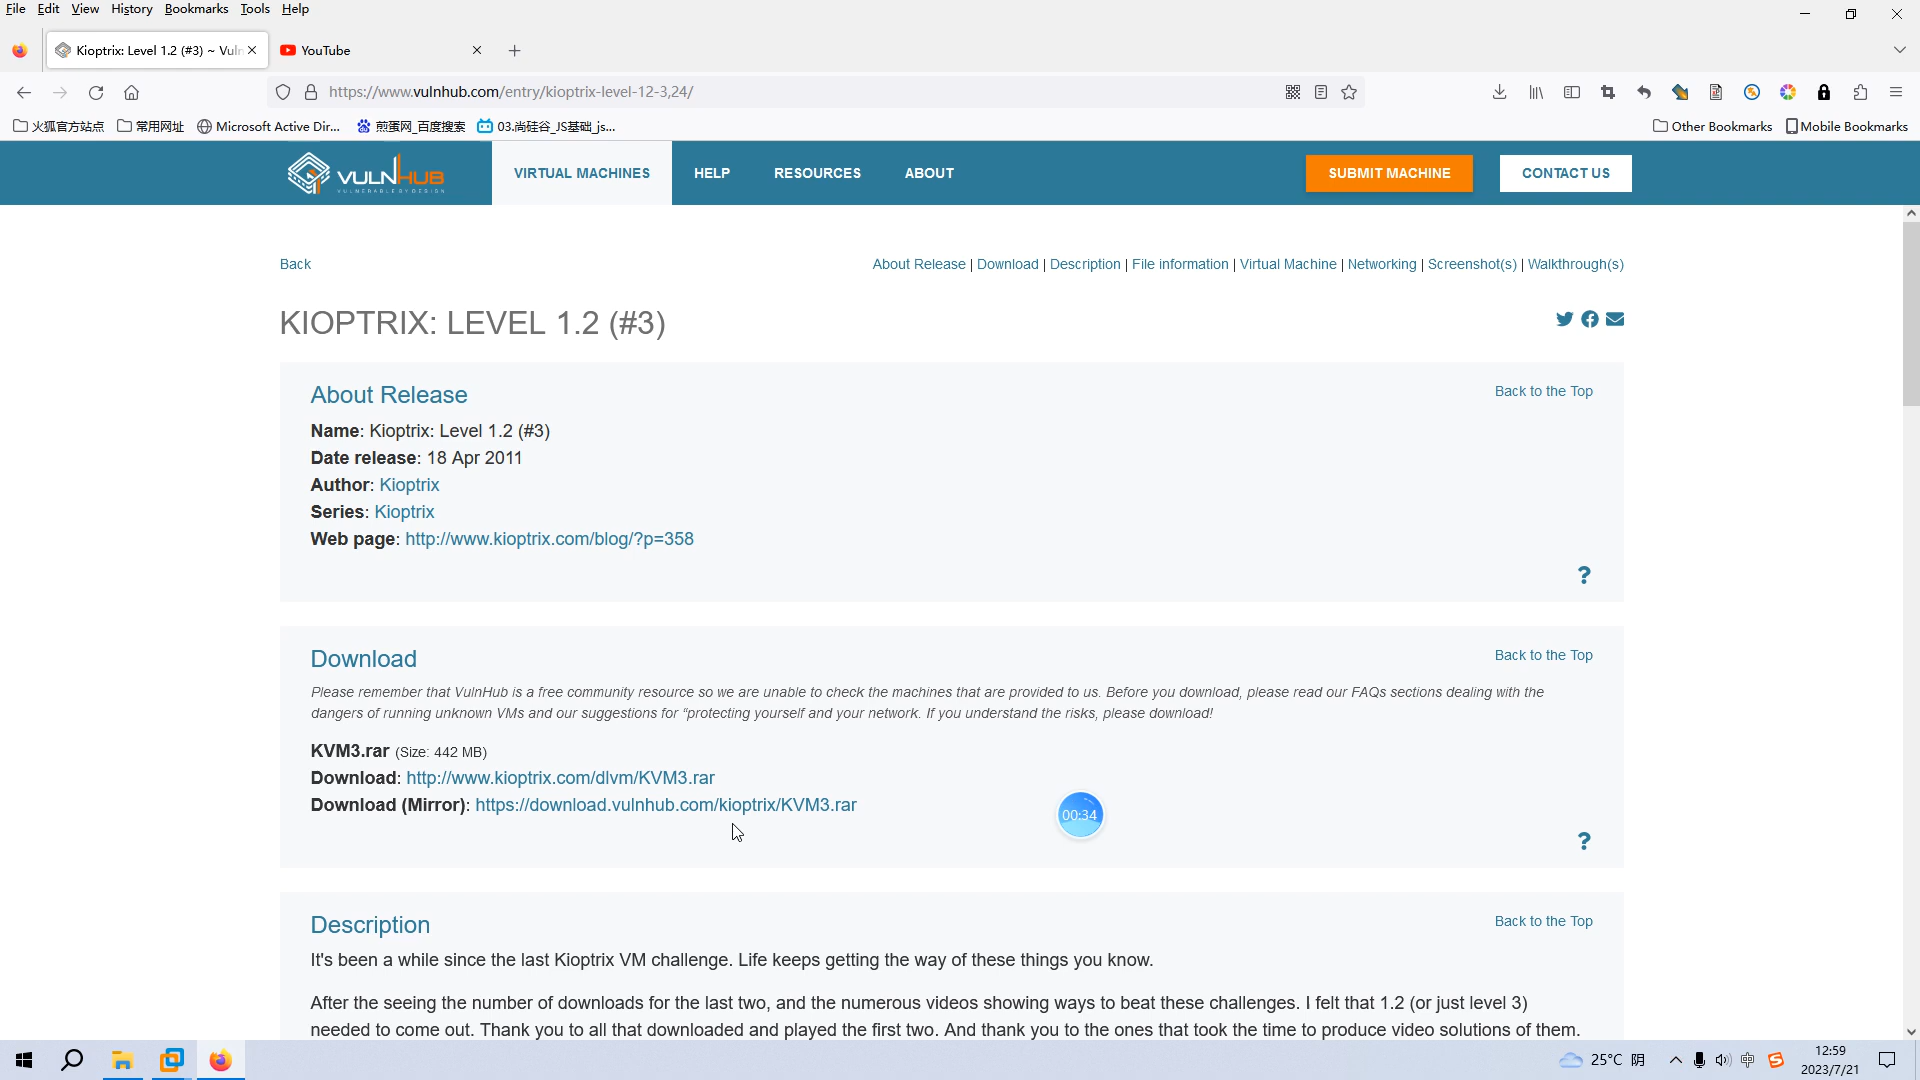 File Edit View History Bookmarks Tools Help
Kioptrix: Level 1.2 (#3) ~ Vuln
YouTube
https://www.vulnhub.com/entry/kioptrix-level-12-3,24/
火狐官方站点 常用网址 Microsoft Active Dir... 煎蛋网_百度搜索 03.尚硅谷_JS基础_js... Other Bookmarks Mobile Bookmarks
VULNHUB
VULNERABLE BY DESIGN
VIRTUAL MACHINES HELP RESOURCES ABOUT SUBMIT MACHINE CONTACT US
Back
About Release | Download | Description | File information | Virtual Machine | Networking | Screenshot(s) | Walkthrough(s)
KIOPTRIX: LEVEL 1.2 (#3)
About Release
Back to the Top
Name: Kioptrix: Level 1.2 (#3)
Date release: 18 Apr 2011
Author: Kioptrix
Series: Kioptrix
Web page: http://www.kioptrix.com/blog/?p=358
?
Download
Back to the Top
Please remember that VulnHub is a free community resource so we are unable to check the machines that are provided to us. Before you download, please read our FAQs sections dealing with the
dangers of running unknown VMs and our suggestions for “protecting yourself and your network. If you understand the risks, please download!
KVM3.rar (Size: 442 MB)
Download: http://www.kioptrix.com/dlvm/KVM3.rar
Download (Mirror): https://download.vulnhub.com/kioptrix/KVM3.rar
00:34
?
Description
Back to the Top
It's been a while since the last Kioptrix VM challenge. Life keeps getting the way of these things you know.
After the seeing the number of downloads for the last two, and the numerous videos showing ways to beat these challenges. I felt that 1.2 (or just level 3)
needed to come out. Thank you to all that downloaded and played the first two. And thank you to the ones that took the time to produce video solutions of them.
25°C 阴
中
12:59
2023/7/21